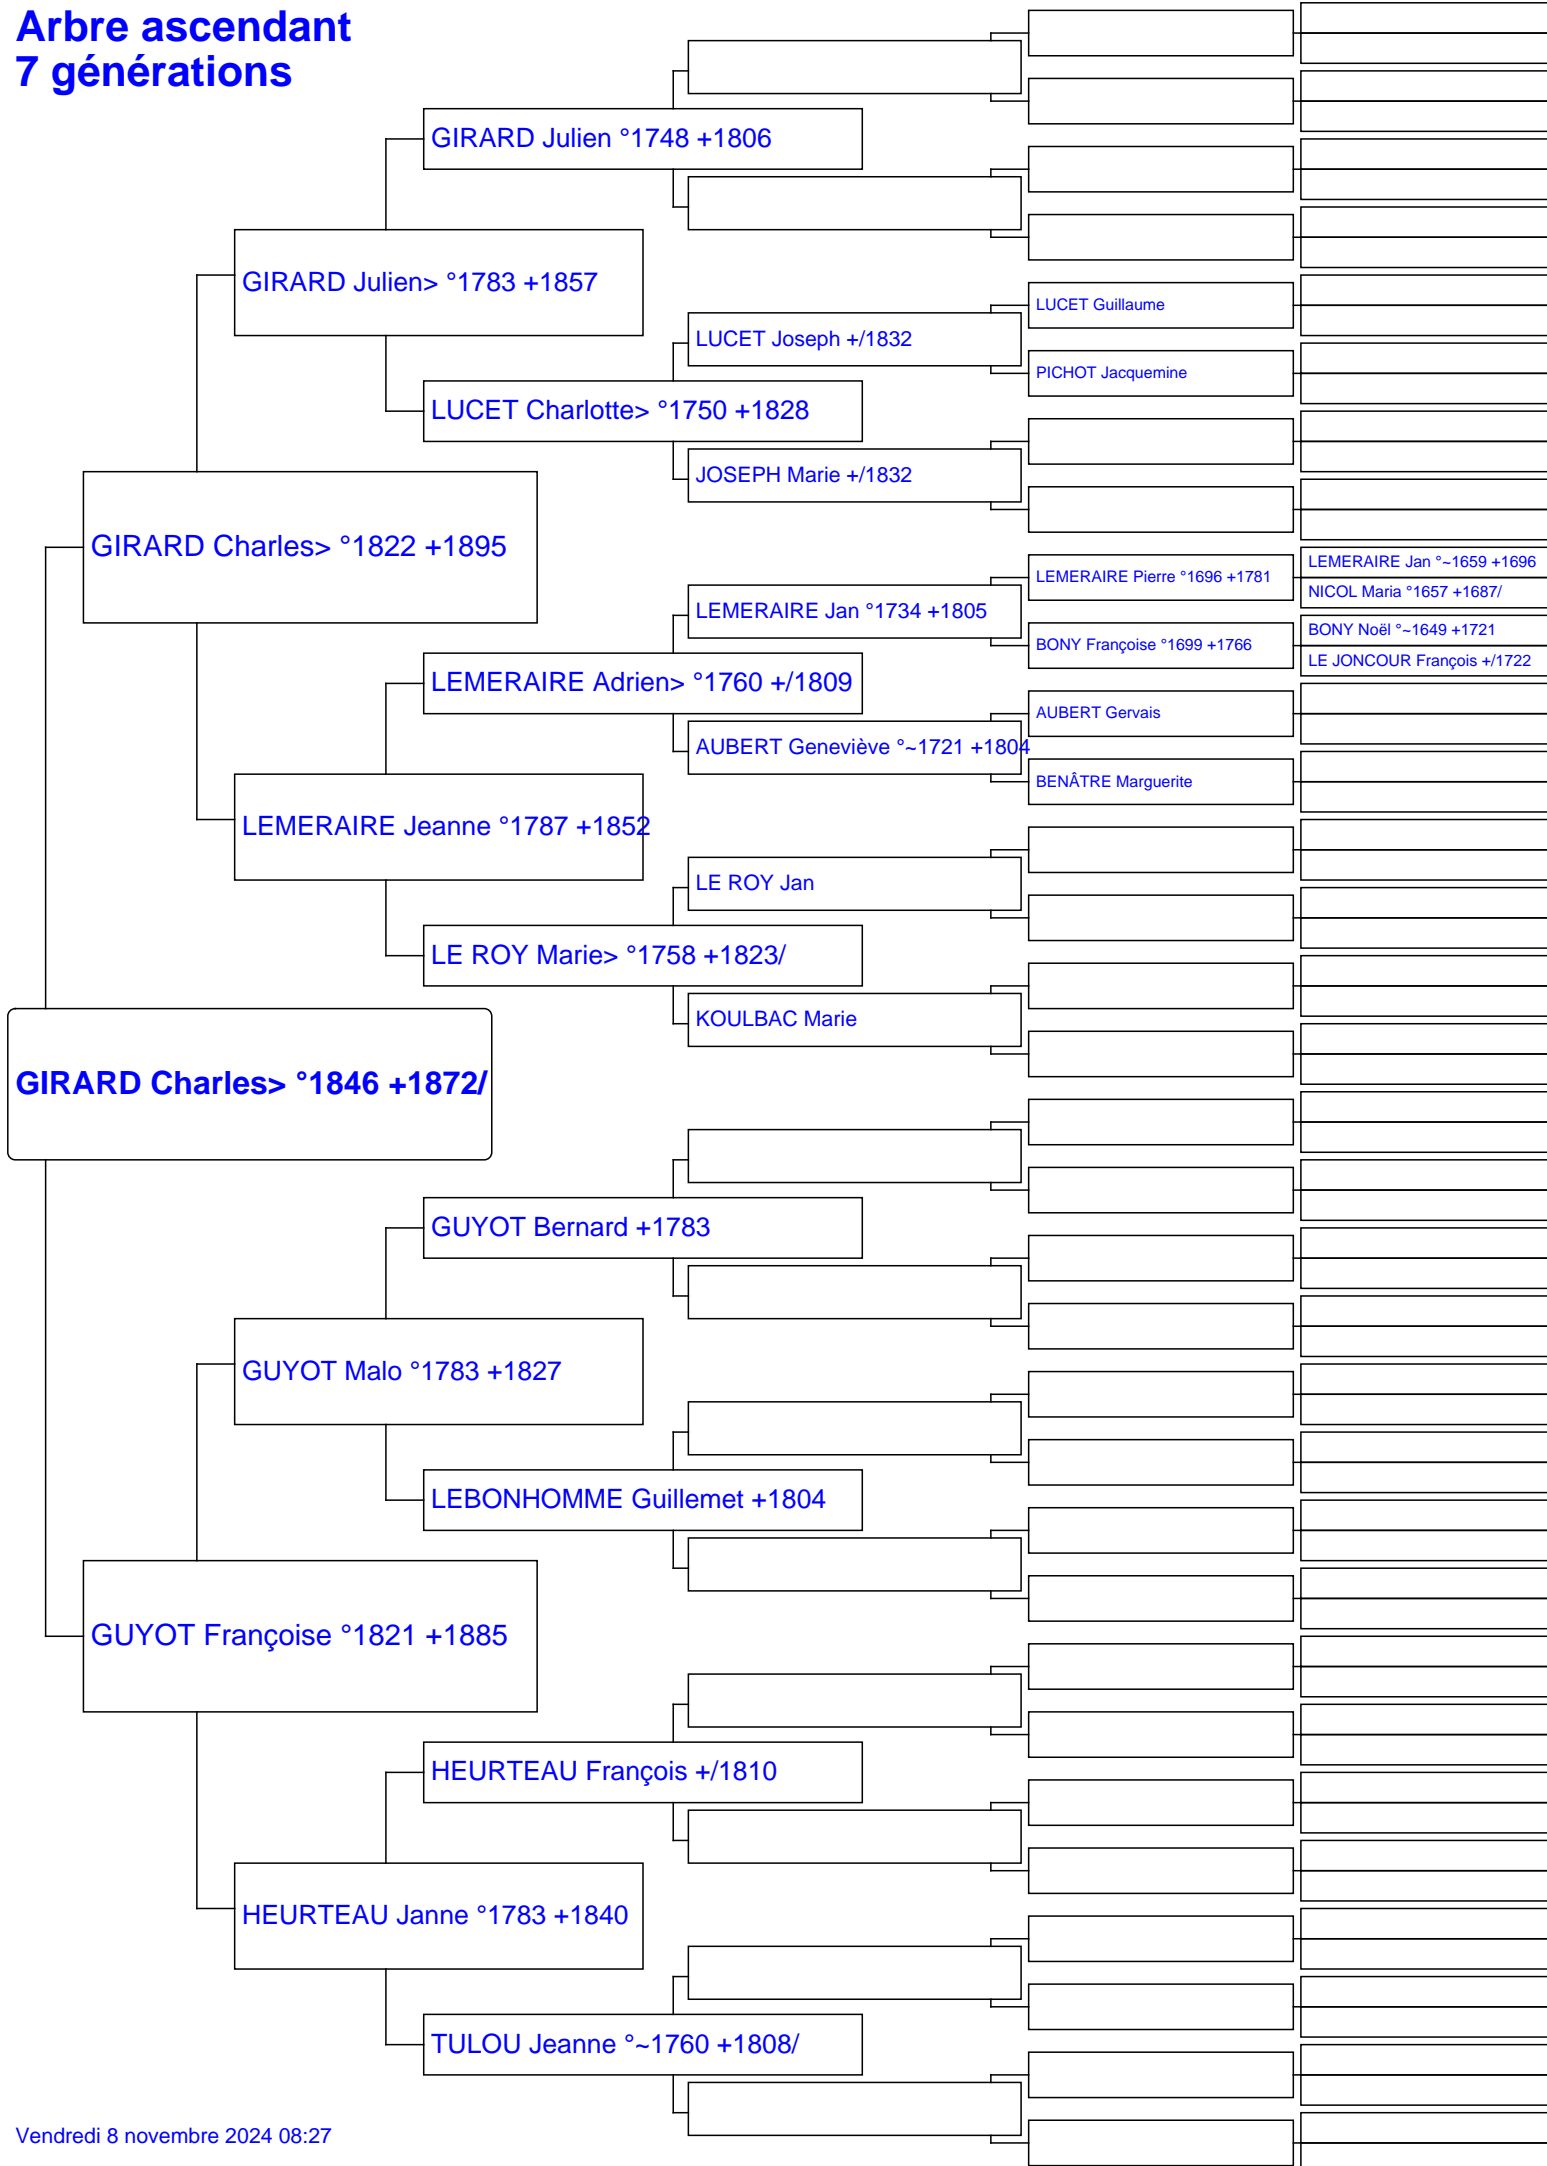 Arbre ascendant
7 générations
GIRARD Julien °1748 +1806
GIRARD Julien> °1783 +1857
LUCET Guillaume
LUCET Joseph +/1832
PICHOT Jacquemine
LUCET Charlotte> °1750 +1828
JOSEPH Marie +/1832
GIRARD Charles> °1822 +1895
LEMERAIRE Jan °~1659 +1696
LEMERAIRE Pierre °1696 +1781
NICOL Maria °1657 +1687/
LEMERAIRE Jan °1734 +1805
BONY Noël °~1649 +1721
BONY Françoise °1699 +1766
LE JONCOUR François +/1722
LEMERAIRE Adrien> °1760 +/1809
AUBERT Gervais
AUBERT Geneviève °~1721 +1804
BENÂTRE Marguerite
LEMERAIRE Jeanne °1787 +1852
LE ROY Jan
LE ROY Marie> °1758 +1823/
KOULBAC Marie
GIRARD Charles> °1846 +1872/
GUYOT Bernard +1783
GUYOT Malo °1783 +1827
LEBONHOMME Guillemet +1804
GUYOT Françoise °1821 +1885
HEURTEAU François +/1810
HEURTEAU Janne °1783 +1840
TULOU Jeanne °~1760 +1808/
Vendredi 8 novembre 2024 08:27